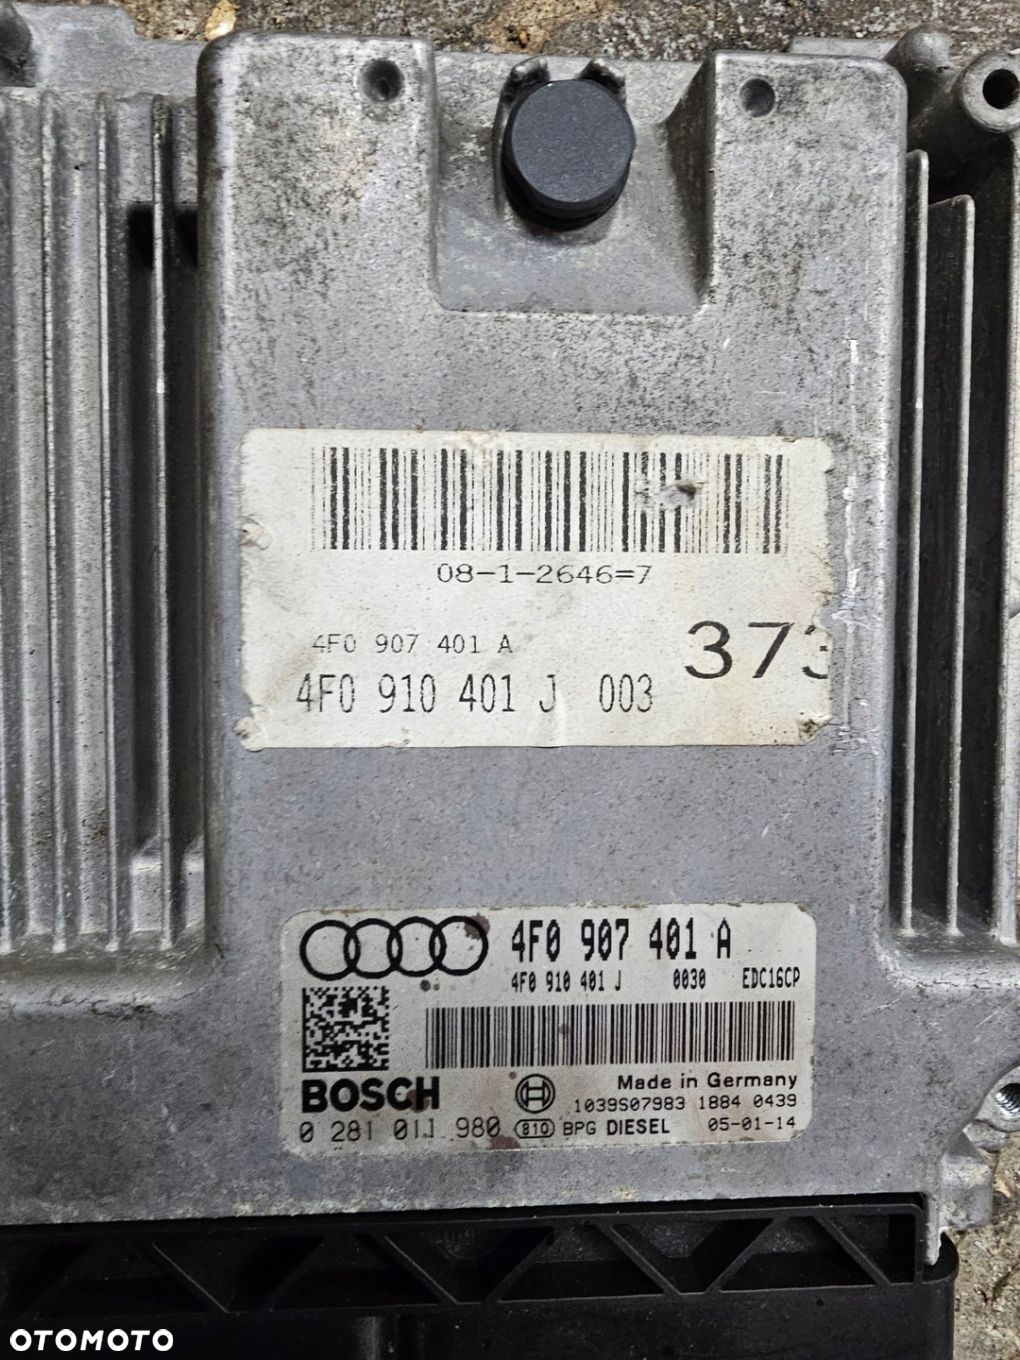 08-1-2646=7
4F0 907 401 A
4F0 910 401 J 003
373
4F0 907 401 A
4F0 910 401 J 0030 EDC16CP
BOSCH
Made in Germany
1039S07983 1884 0439
0 281 011 980 810 BPG DIESEL 05-01-14
OTOMOTO